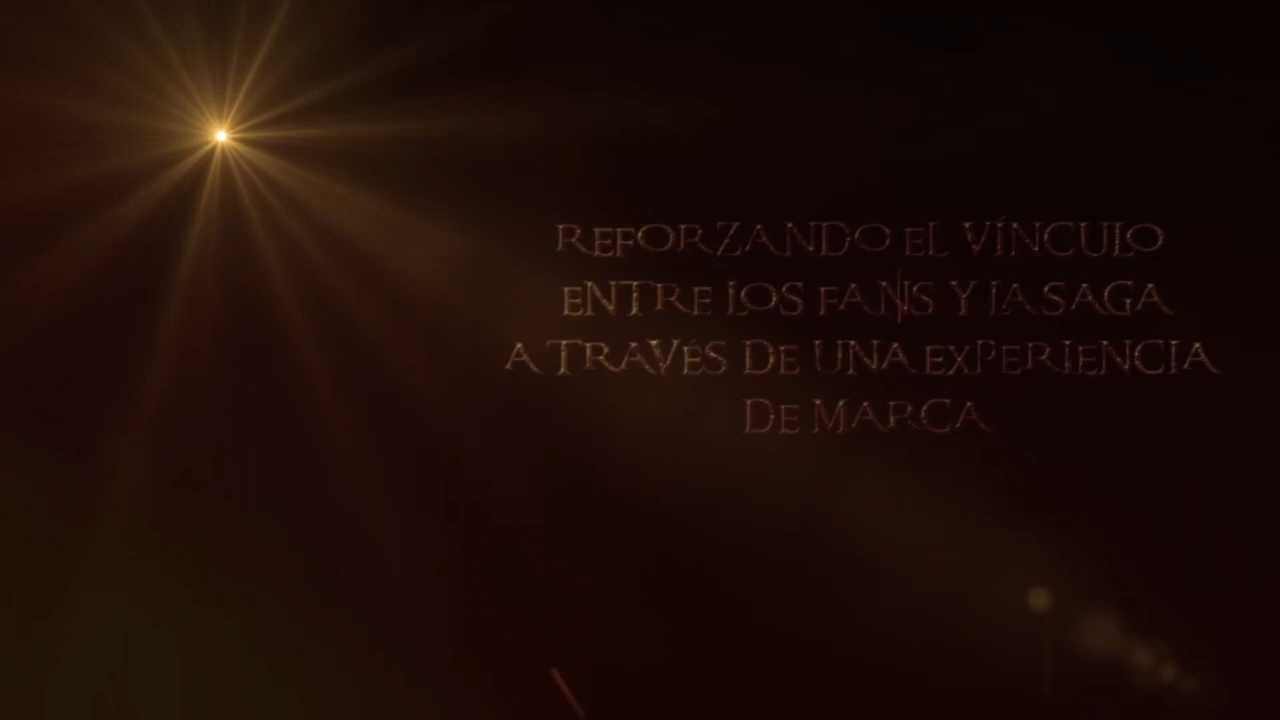 REFORZANDO EL VÍNCULO
ENTRE LOS FANS Y LA SAGA
A TRAVÉS DE UNA EXPERIENCIA
DE MARCA